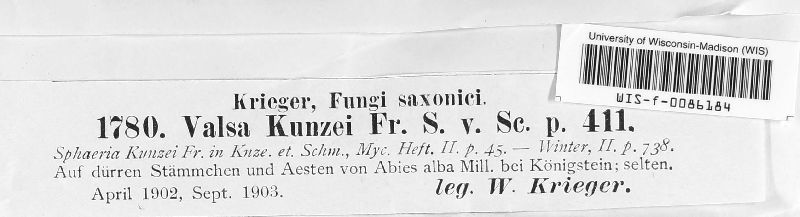 University of Wisconsin-Madison (WIS)
WIS-f-0086184
Krieger, Fungi saxonici.
1780. Valsa Kunzei Fr. S. v. Sc. p. 411.
Sphaeria Kunzei Fr. in Knze. et. Schm., Myc. Heft. II. p. 45. — Winter, II. p. 738.
Auf dürren Stämmchen und Aesten von Abies alba Mill. bei Königstein; selten.
April 1902, Sept. 1903. leg. W. Krieger.